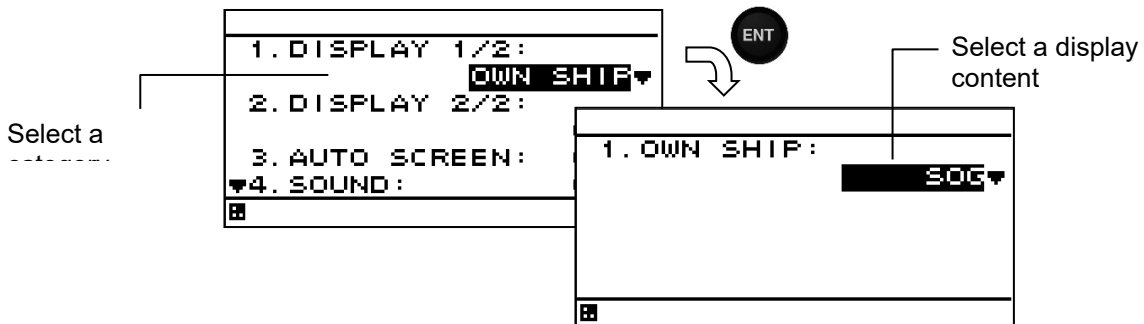 1.DISPLAY 1/2:
OWN SHIP▼
2.DISPLAY 2/2:
3.AUTO SCREEN:
▼4.SOUND:
ENT
Select a display
content
Select a
1.OWN SHIP:
SOG▼